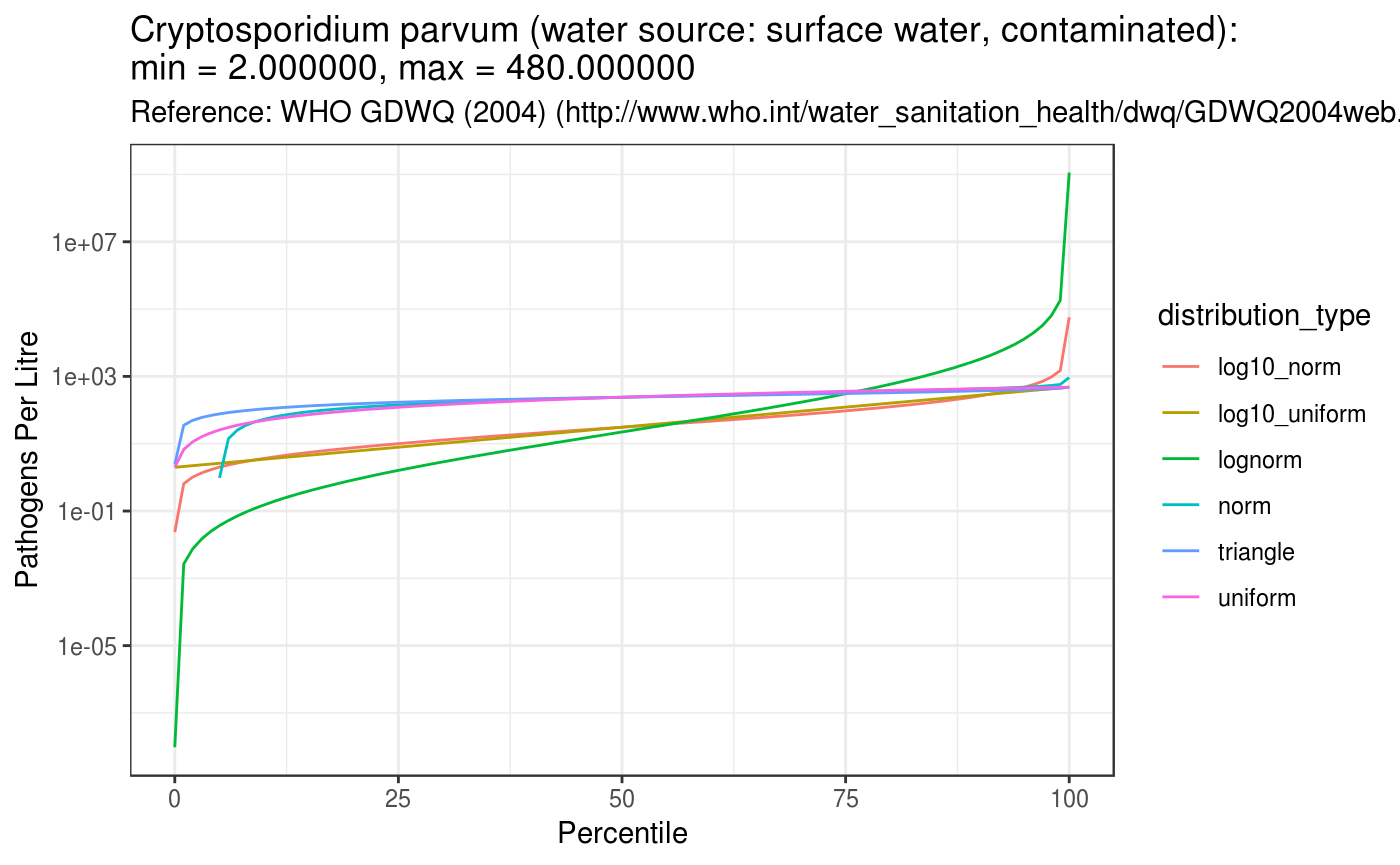 Cryptosporidium parvum (water source: surface water, contaminated):
min = 2.000000, max = 480.000000
Reference: WHO GDWQ (2004) (http://www.who.int/water_sanitation_health/dwq/GDWQ2004web.
Pathogens Per Litre
1e+07
1e+03
1e-01
1e-05
0 25 50 75 100
Percentile
distribution_type
log10_norm
log10_uniform
lognorm
norm
triangle
uniform